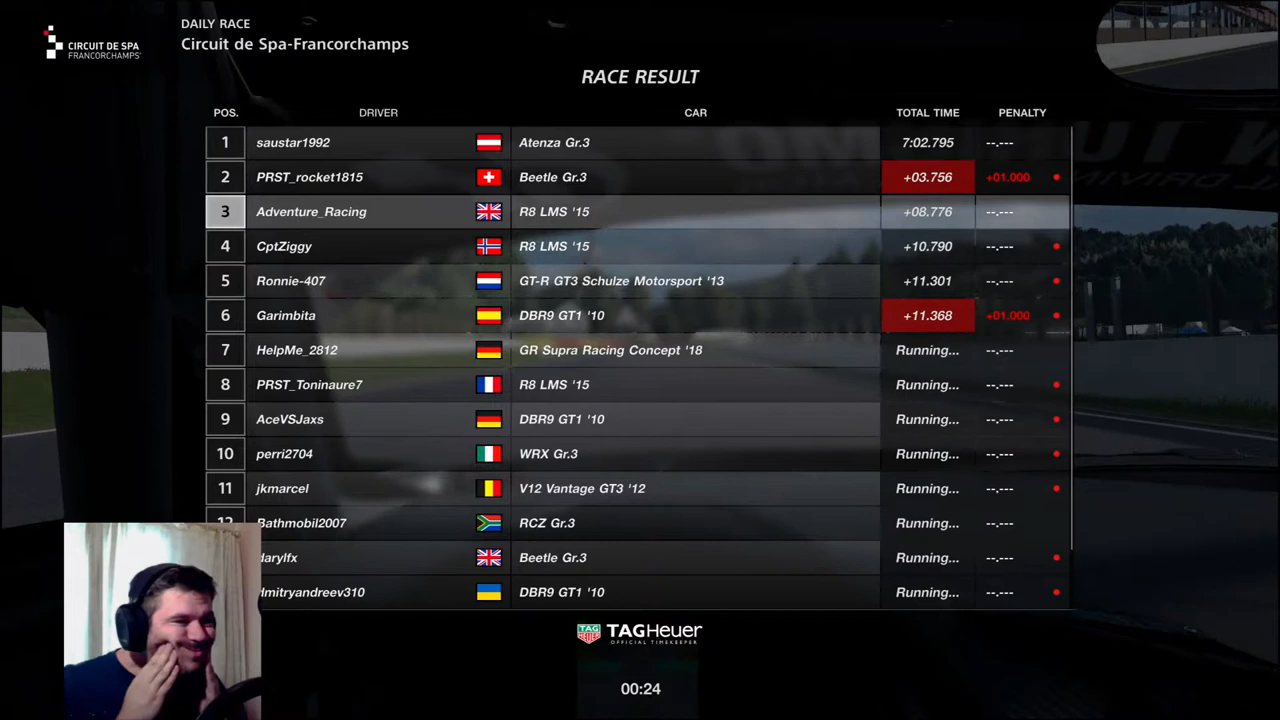 DAILY RACE
Circuit de Spa-Francorchamps
CIRCUIT DE SPA
FRANCORCHAMPS
RACE RESULT
POS. DRIVER CAR TOTAL TIME PENALTY
1 saustar1992 Atenza Gr.3 7:02.795 --.---
2 PRST_rocket1815 Beetle Gr.3 +03.756 +01.000
3 Adventure_Racing R8 LMS '15 +08.776 --.---
4 CptZiggy R8 LMS '15 +10.790 --.---
5 Ronnie-407 GT-R GT3 Schulze Motorsport '13 +11.301 --.---
6 Garimbita DBR9 GT1 '10 +11.368 +01.000
7 HelpMe_2812 GR Supra Racing Concept '18 Running... --.---
8 PRST_Toninaure7 R8 LMS '15 Running... --.---
9 AceVSJaxs DBR9 GT1 '10 Running... --.---
10 perri2704 WRX Gr.3 Running... --.---
11 jkmarcel V12 Vantage GT3 '12 Running... --.---
12 Bathmobil2007 RCZ Gr.3 Running... --.---
darylfx Beetle Gr.3 Running... --.---
dmitryandreev310 DBR9 GT1 '10 Running... --.---
TAG HEUER TAGHeuer
OFFICIAL TIMEKEEPER
00:24